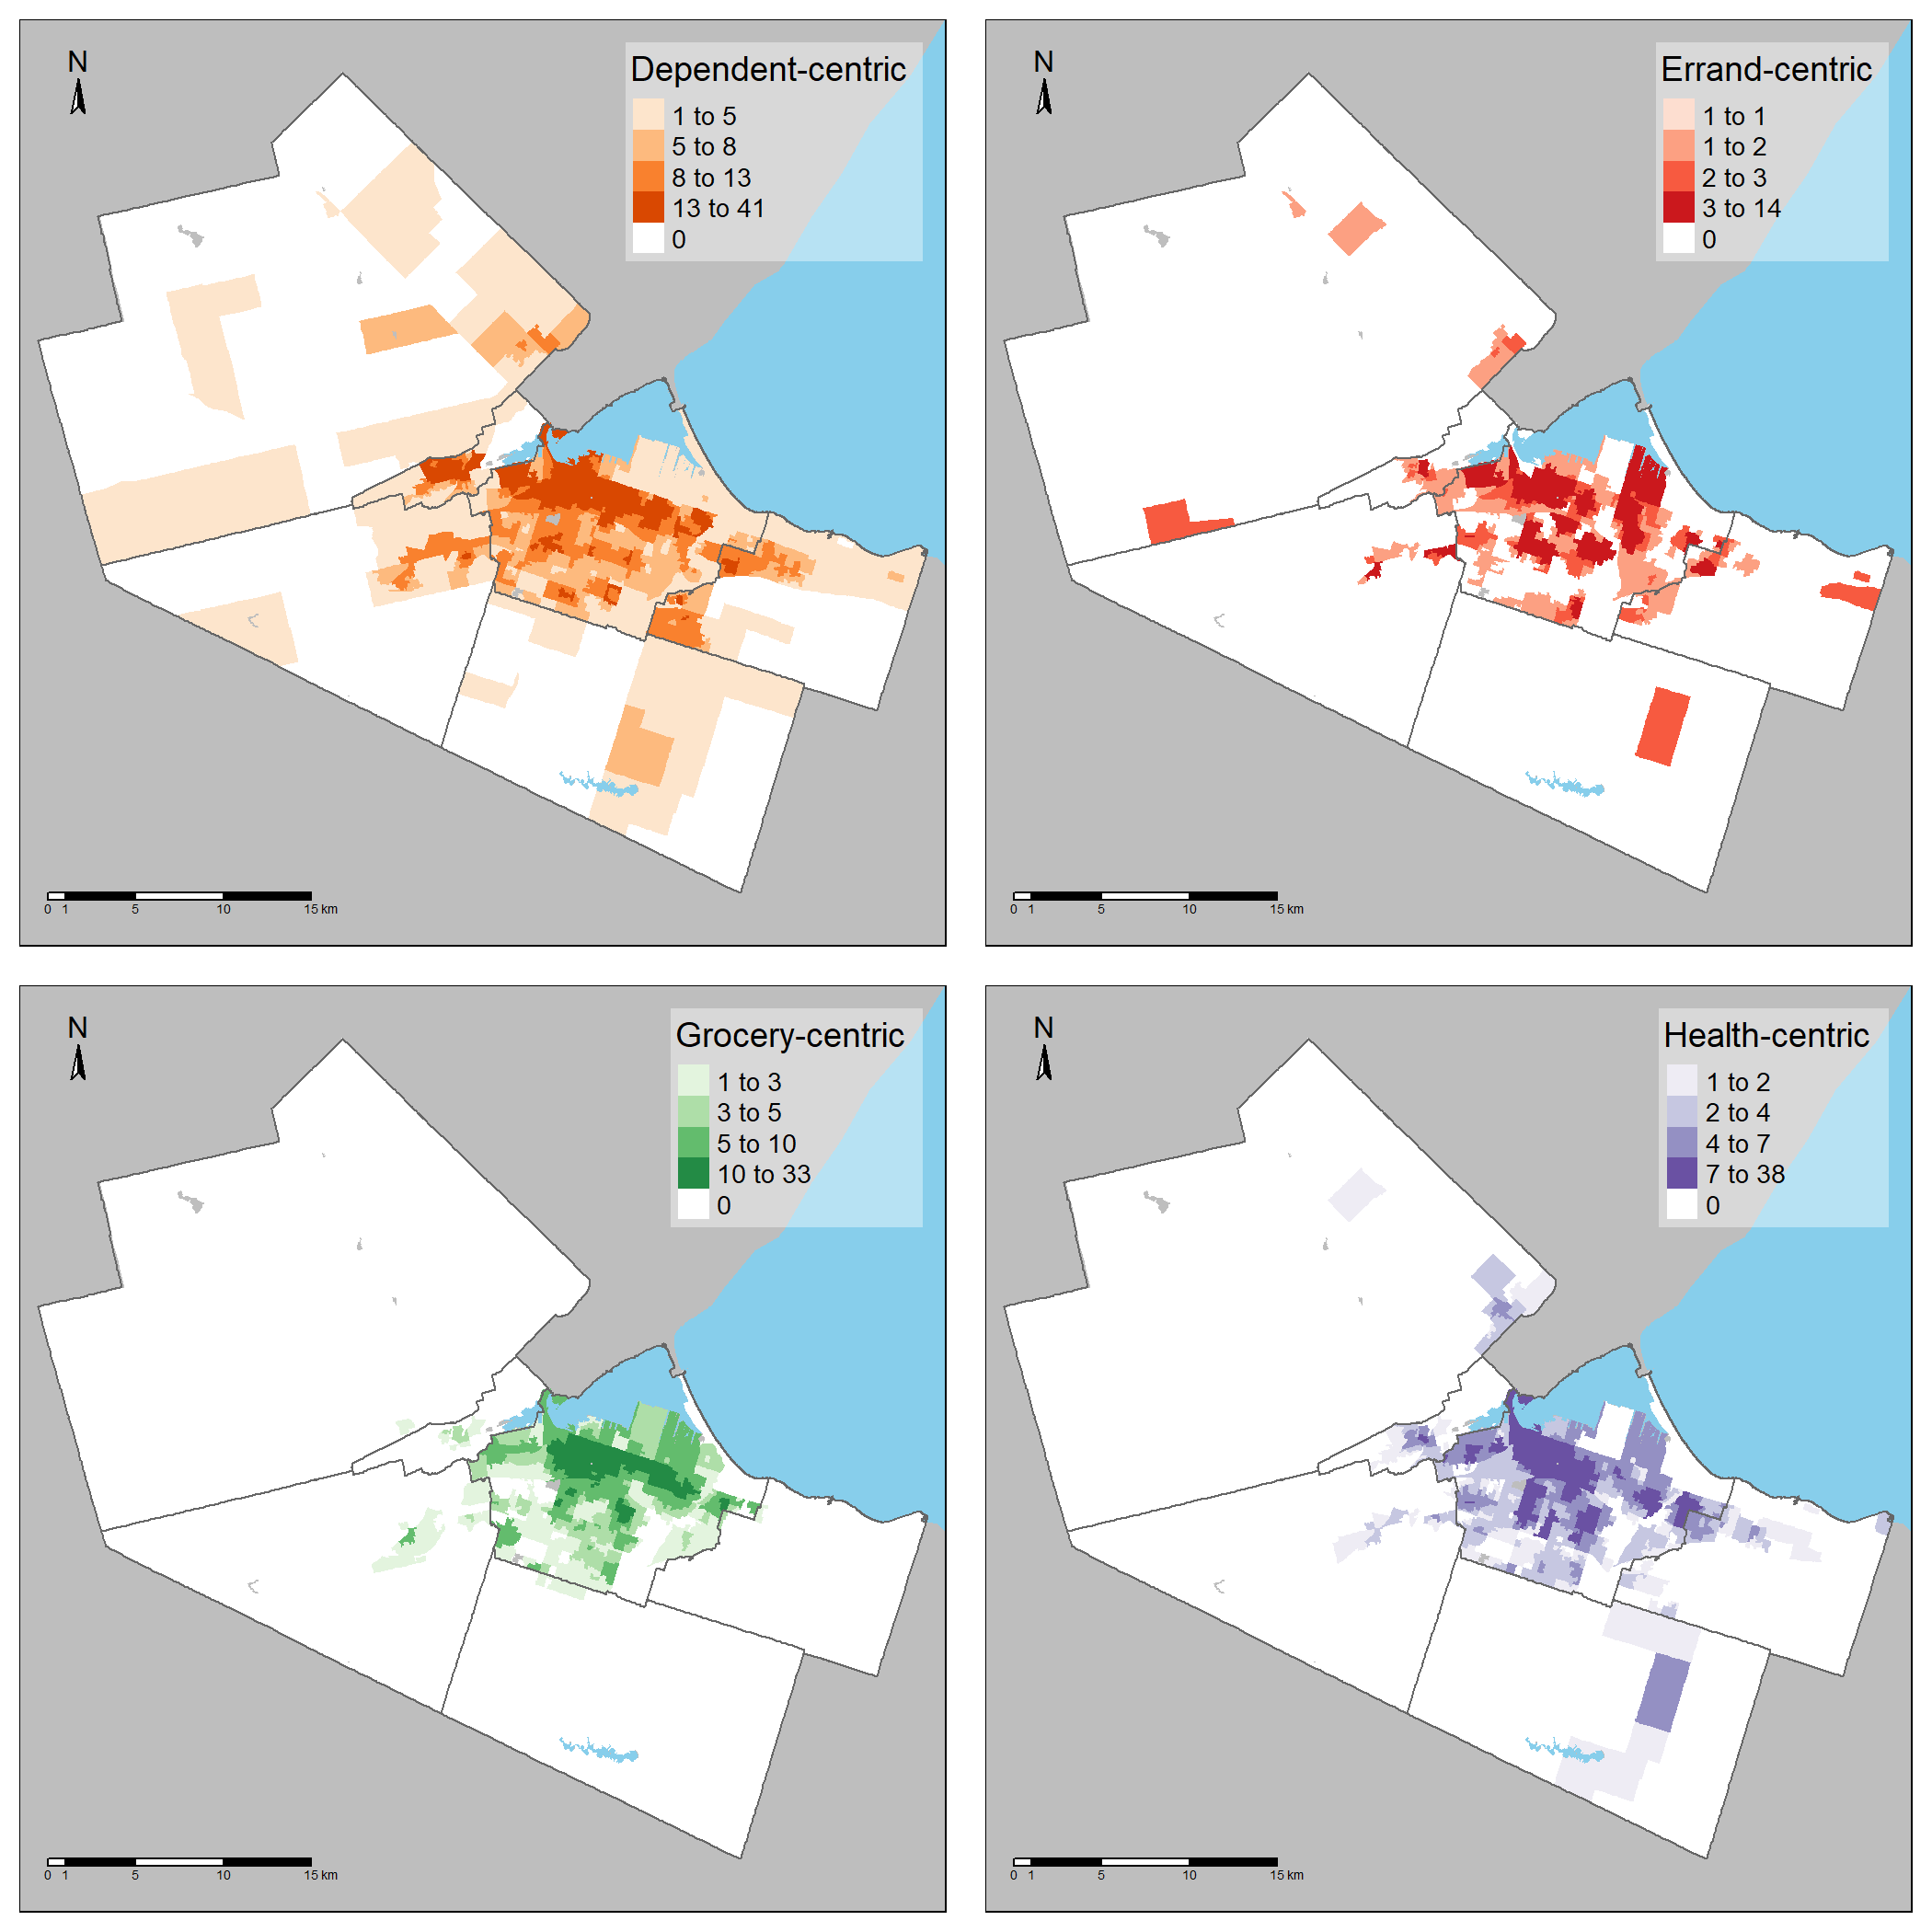 N
Dependent-centric
1 to 5
5 to 8
8 to 13
13 to 41
0
0 1 5 10 15 km
N
Errand-centric
1 to 1
1 to 2
2 to 3
3 to 14
0
0 1 5 10 15 km
N
Grocery-centric
1 to 3
3 to 5
5 to 10
10 to 33
0
0 1 5 10 15 km
N
Health-centric
1 to 2
2 to 4
4 to 7
7 to 38
0
0 1 5 10 15 km